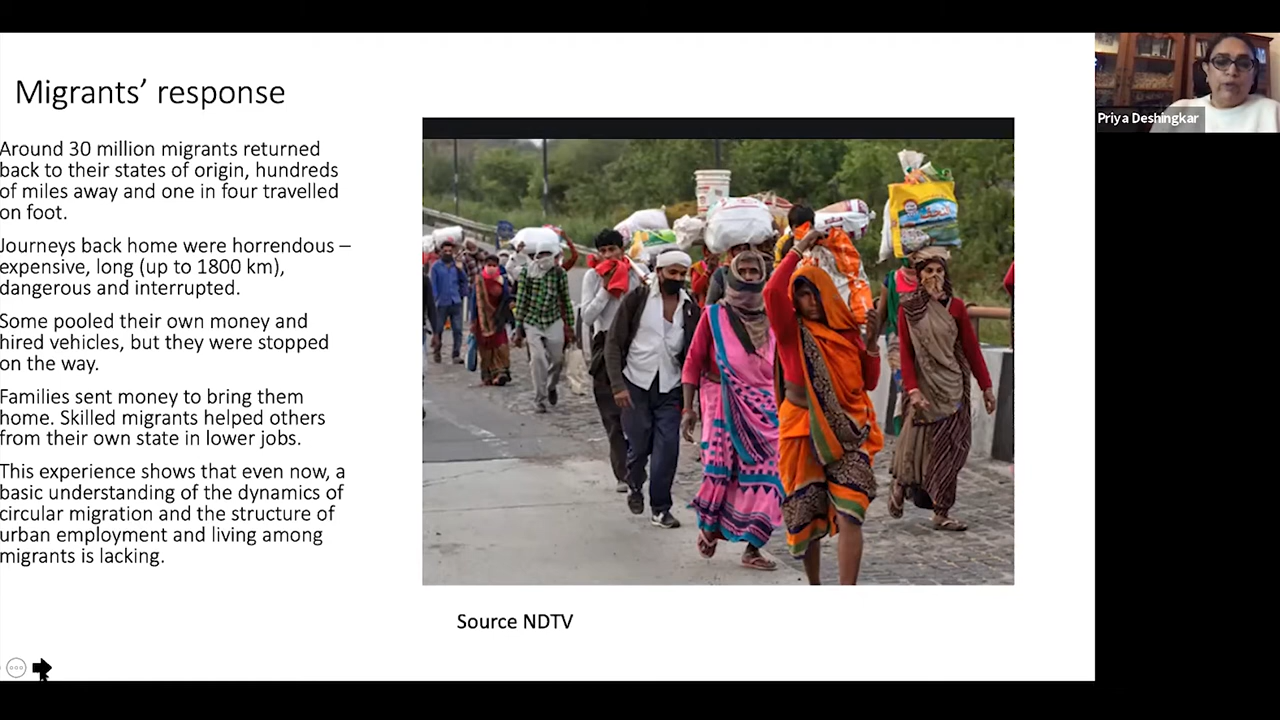 Migrants’ response
Around 30 million migrants returned
back to their states of origin, hundreds
of miles away and one in four travelled
on foot.
Journeys back home were horrendous –
expensive, long (up to 1800 km),
dangerous and interrupted.
Some pooled their own money and
hired vehicles, but they were stopped
on the way.
Families sent money to bring them
home. Skilled migrants helped others
from their own state in lower jobs.
This experience shows that even now, a
basic understanding of the dynamics of
circular migration and the structure of
urban employment and living among
migrants is lacking.
Source NDTV
Priya Deshingkar